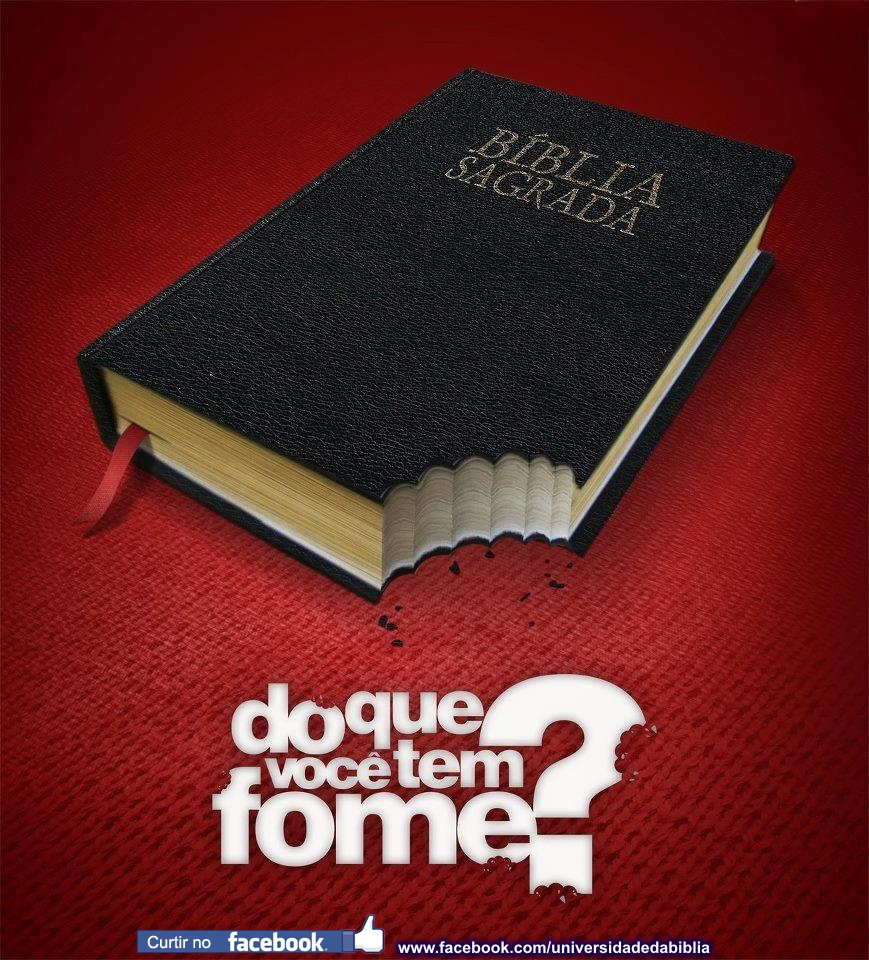 BÍBLIA
SAGRADA
do que
você tem
fome?
Curtir no facebook
www.facebook.com/universidadedabiblia